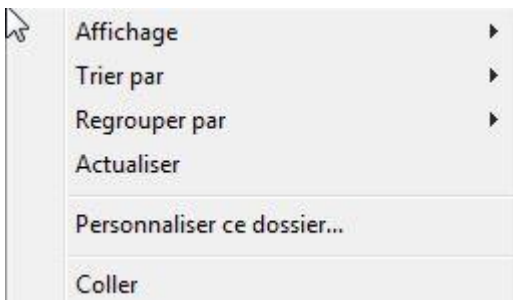 Affichage
Trier par
Regrouper par
Actualiser
Personnaliser ce dossier...
Coller